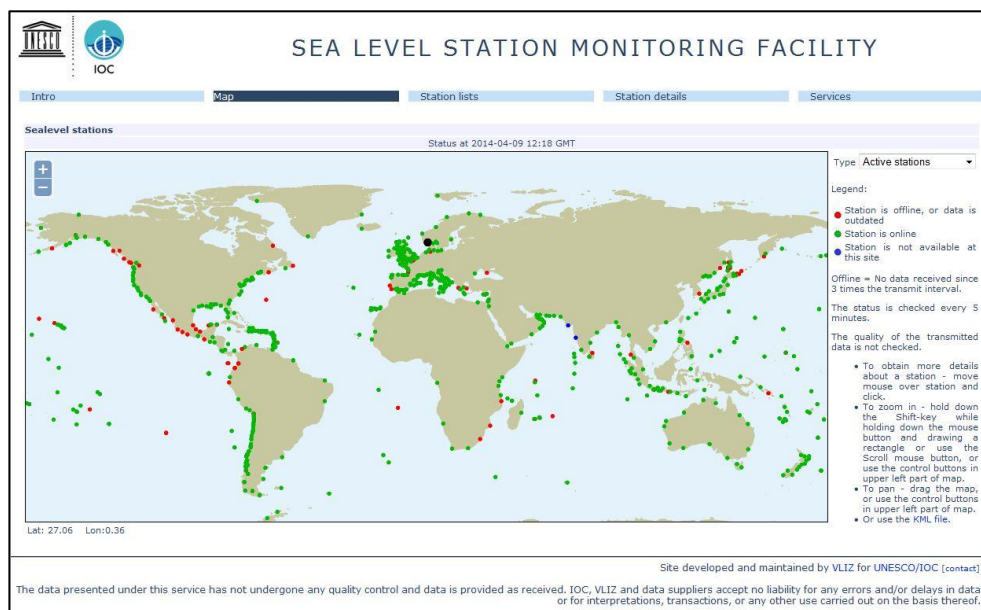 UNESCO
IOC
SEA LEVEL STATION MONITORING FACILITY
Intro
Map
Station lists
Station details
Services
Sealevel stations
Status at 2014-04-09 12:18 GMT
+
−
Type Active stations
Legend:
Station is offline, or data is
outdated
Station is online
Station is not available at
this site
Offline = No data received since
3 times the transmit interval.
The status is checked every 5
minutes.
The quality of the transmitted
data is not checked.
• To obtain more details
about a station - move
mouse over station and
click.
• To zoom in - hold down
the Shift-key while
holding down the mouse
button and drawing a
rectangle or use the
Scroll mouse button, or
use the control buttons in
upper left part of map.
• To pan - drag the map,
or use the control buttons
in upper left part of map.
• Or use the KML file.
Lat: 27.06 Lon:0.36
Site developed and maintained by VLIZ for UNESCO/IOC [contact]
The data presented under this service has not undergone any quality control and data is provided as received. IOC, VLIZ and data suppliers accept no liability for any errors and/or delays in data
or for interpretations, transactions, or any other use carried out on the basis thereof.